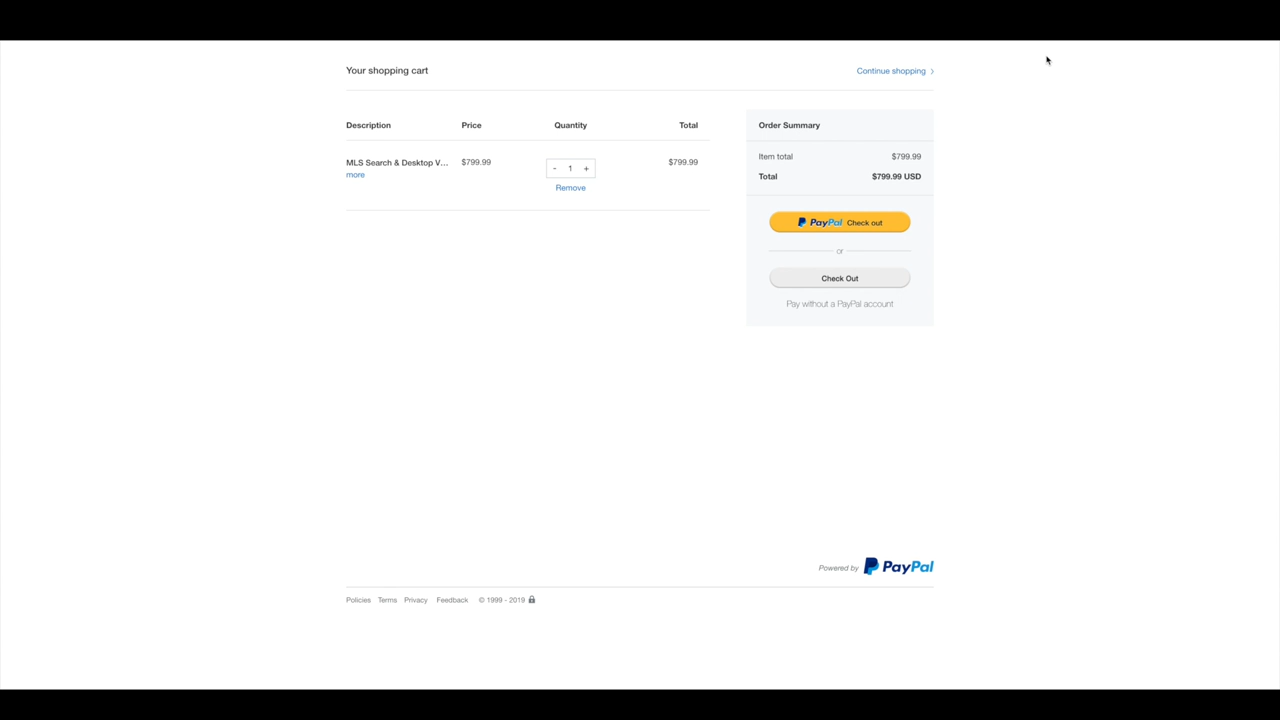 Your shopping cart
Continue shopping
Description Price Quantity Total
MLS Search & Desktop V... $799.99 - 1 + $799.99
more
Remove
Order Summary
Item total $799.99
Total $799.99 USD
PayPal Check out
or
Check Out
Pay without a PayPal account
Powered by PayPal
Policies Terms Privacy Feedback © 1999 - 2019